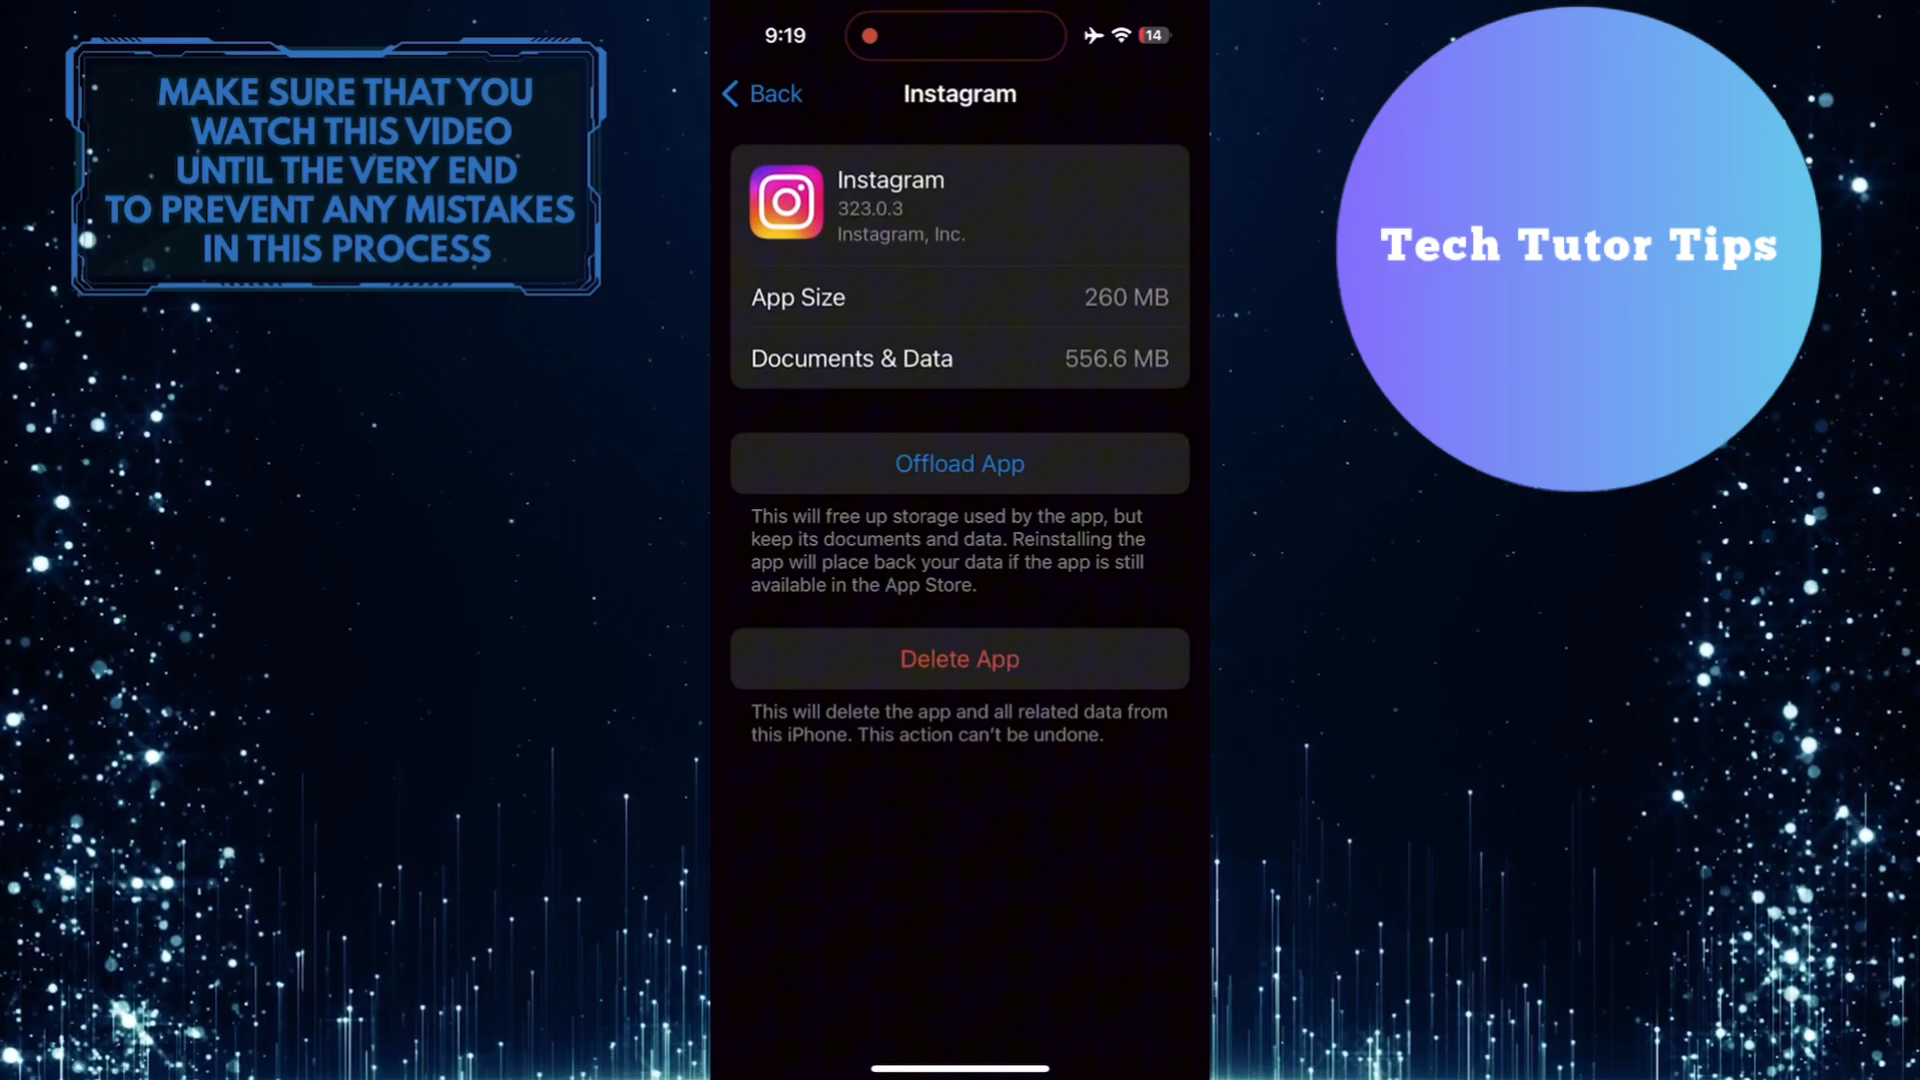 MAKE SURE THAT YOU
WATCH THIS VIDEO
UNTIL THE VERY END
TO PREVENT ANY MISTAKES
IN THIS PROCESS
9:19
14
Back
Instagram
Instagram
323.0.3
Instagram, Inc.
App Size 260 MB
Documents & Data 556.6 MB
Offload App
This will free up storage used by the app, but
keep its documents and data. Reinstalling the
app will place back your data if the app is still
available in the App Store.
Delete App
This will delete the app and all related data from
this iPhone. This action can't be undone.
Tech Tutor Tips